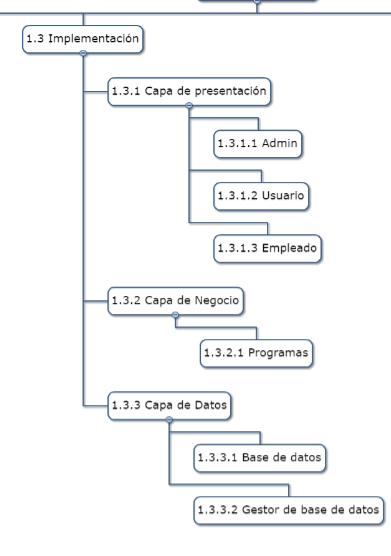 1.3 Implementación
1.3.1 Capa de presentación
1.3.1.1 Admin
1.3.1.2 Usuario
1.3.1.3 Empleado
1.3.2 Capa de Negocio
1.3.2.1 Programas
1.3.3 Capa de Datos
1.3.3.1 Base de datos
1.3.3.2 Gestor de base de datos